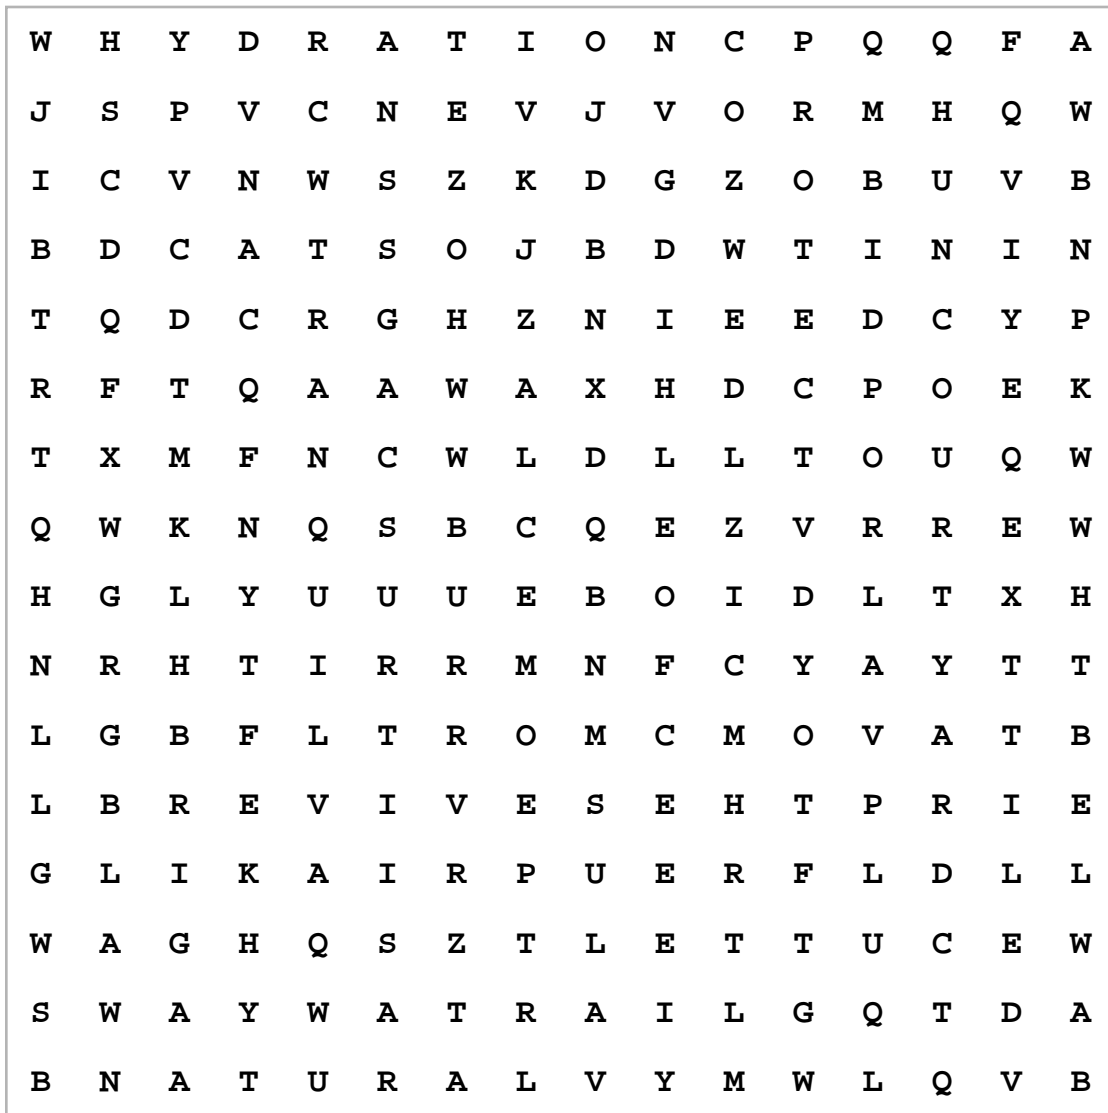 W H Y D R A T I O N C P Q Q F A
J S P V C N E V J V O R M H Q W
I C V N W S Z K D G Z O B U V B
B D C A T S O J B D W T I N I N
T Q D C R G H Z N I E E D C Y P
R F T Q A A W A X H D C P O E K
T X M F N C W L D L L T O U Q W
Q W K N Q S B C Q E Z V R R E W
H G L Y U U U E B O I D L T X H
N R H T I R R M N F C Y A Y T T
L G B F L T R O M C M O V A T B
L B R E V I V E S E H T P R I E
G L I K A I R P U E R F L D L L
W A G H Q S Z T L E T T U C E W
S W A Y W A T R A I L G Q T D A
B N A T U R A L V Y M W L Q V B